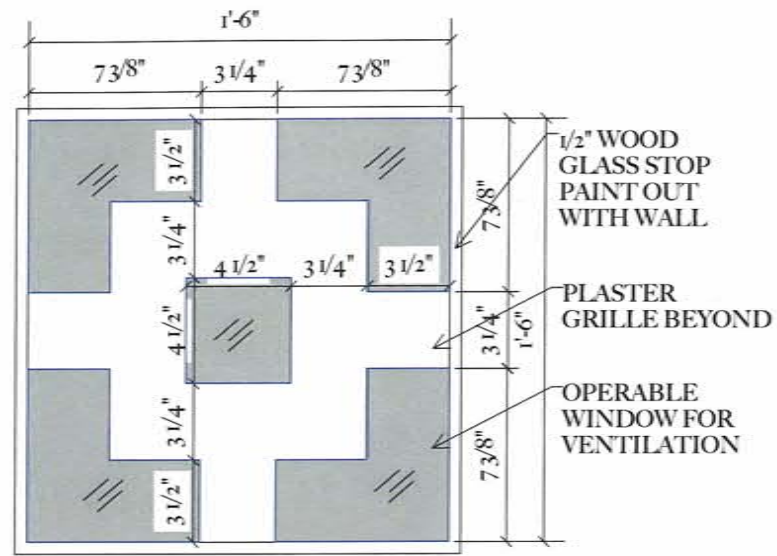 1'-6"
7 3/8"
3 1/4"
7 3/8"
3 1/2"
3 1/4"
4 1/2"
3 1/4"
3 1/2"
4 1/2"
3 1/4"
3 1/2"
7 3/8"
3 1/4"
1'-6"
7 3/8"
1/2" WOOD
GLASS STOP
PAINT OUT
WITH WALL
PLASTER
GRILLE BEYOND
OPERABLE
WINDOW FOR
VENTILATION